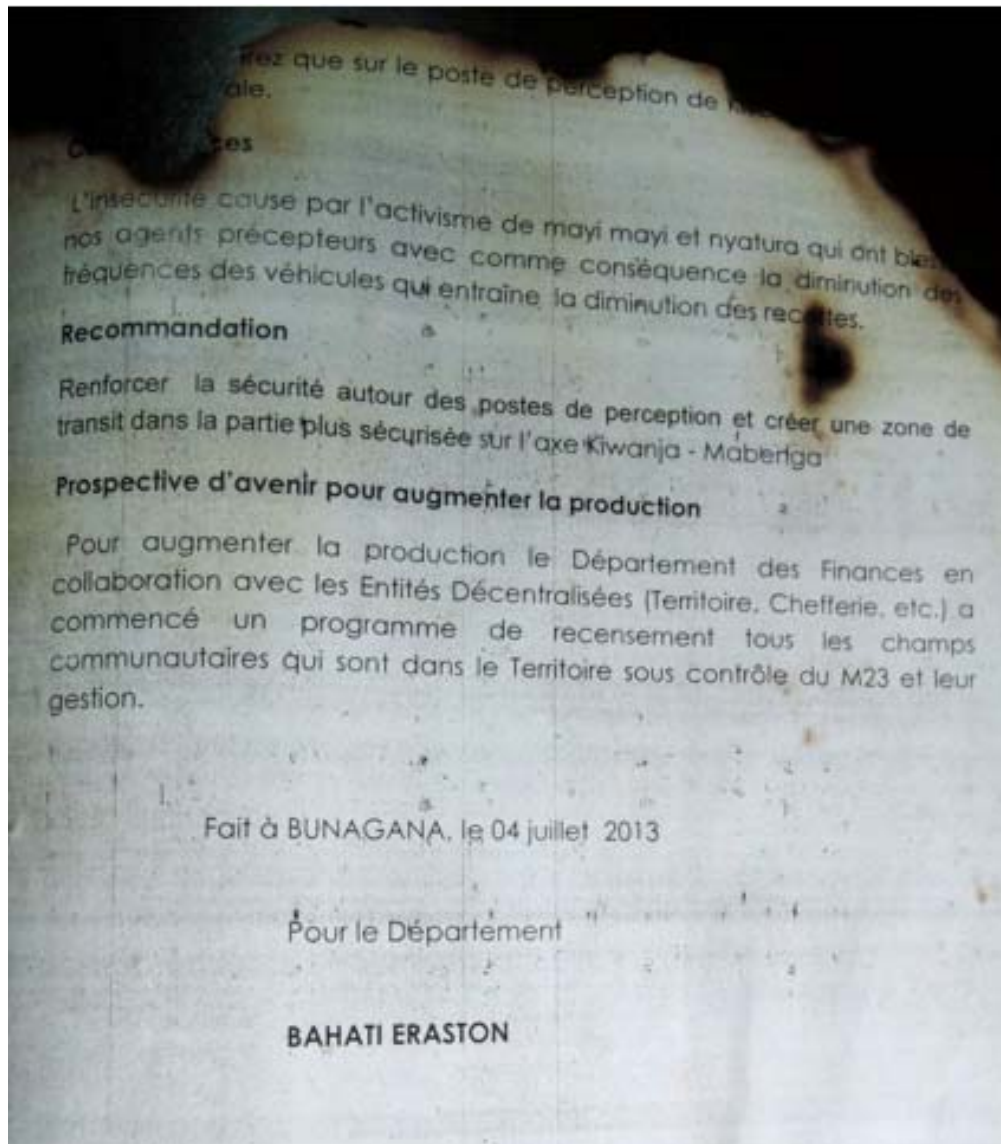 que sur le poste de perception de
L'insécurité cause par l'activisme de mayi mayi et nyatura qui ont
nos agents précepteurs avec comme conséquence la diminution des
fréquences des véhicules qui entraîne la diminution des recettes.
Recommandation
Renforcer la sécurité autour des postes de perception et créer une zone de
transit dans la partie plus sécurisée sur l'axe Kiwanja - Mabenga
Prospective d'avenir pour augmenter la production
Pour augmenter la production le Département des Finances en
collaboration avec les Entités Décentralisées (Territoire, Chefferie, etc.) a
commencé un programme de recensement tous les champs
communautaires qui sont dans le Territoire sous contrôle du M23 et leur
gestion.
Fait à BUNAGANA, le 04 juillet 2013
Pour le Département
BAHATI ERASTON